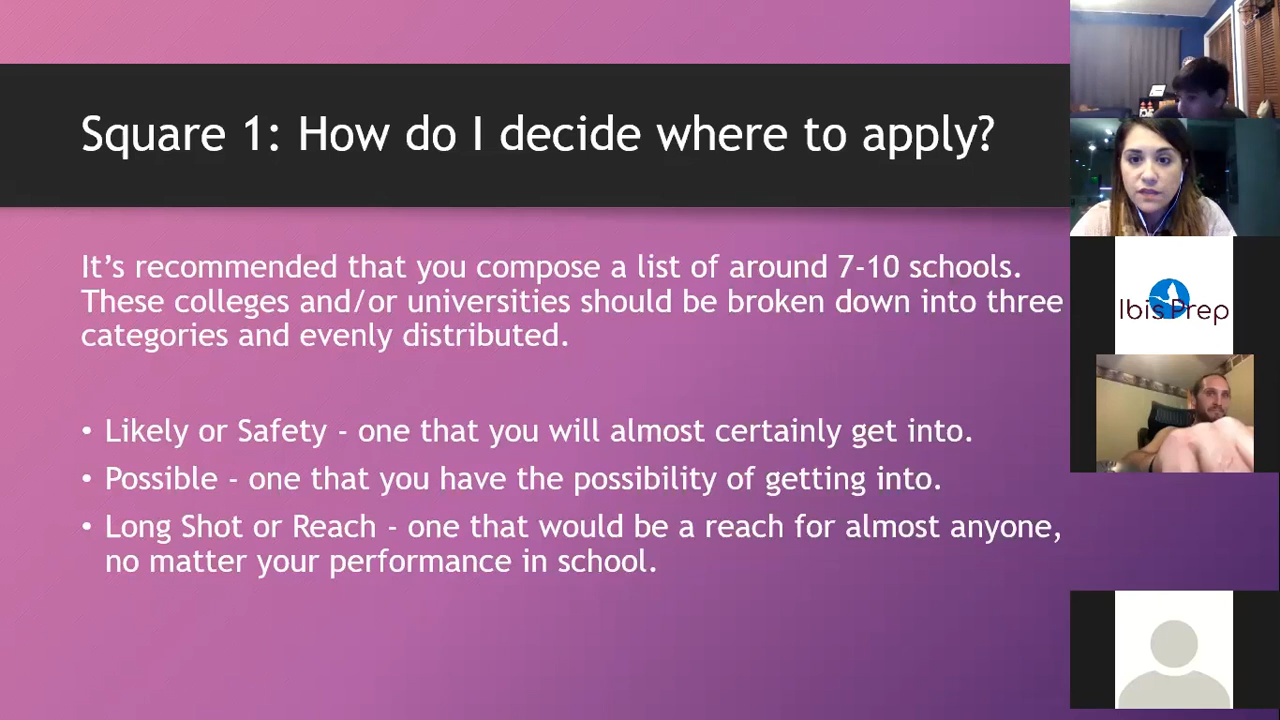 Square 1: How do I decide where to apply?
It’s recommended that you compose a list of around 7-10 schools.
These colleges and/or universities should be broken down into three
categories and evenly distributed.
• Likely or Safety - one that you will almost certainly get into.
• Possible - one that you have the possibility of getting into.
• Long Shot or Reach - one that would be a reach for almost anyone,
no matter your performance in school.
Ibis Prep